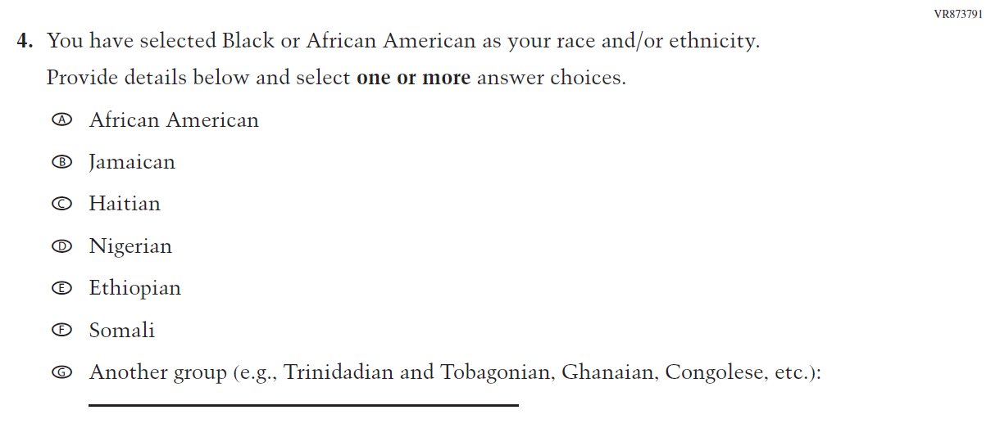 VR873791
4. You have selected Black or African American as your race and/or ethnicity.
Provide details below and select one or more answer choices.
A African American
B Jamaican
C Haitian
D Nigerian
E Ethiopian
F Somali
G Another group (e.g., Trinidadian and Tobagonian, Ghanaian, Congolese, etc.):